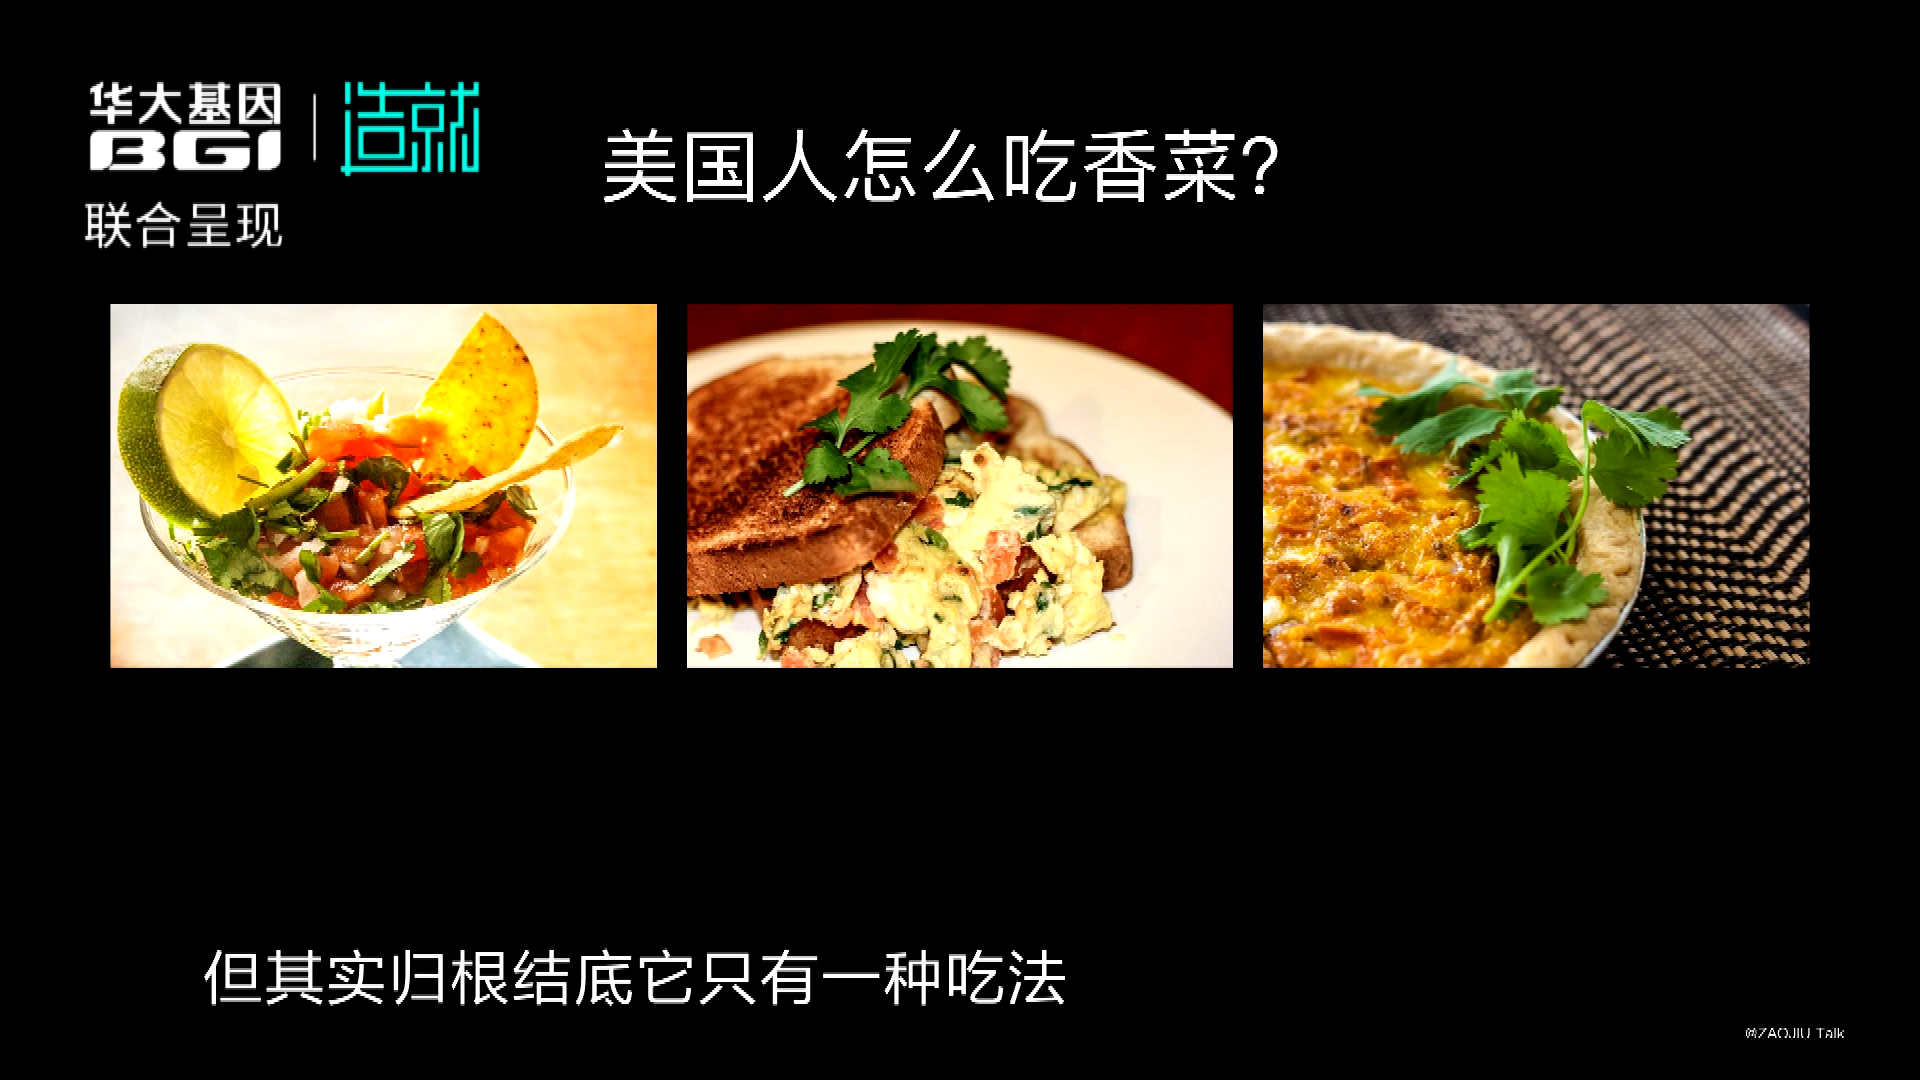 华大基因
BGI
造就
联合呈现
美国人怎么吃香菜?
但其实归根结底它只有一种吃法
@ZAOJIU Talk